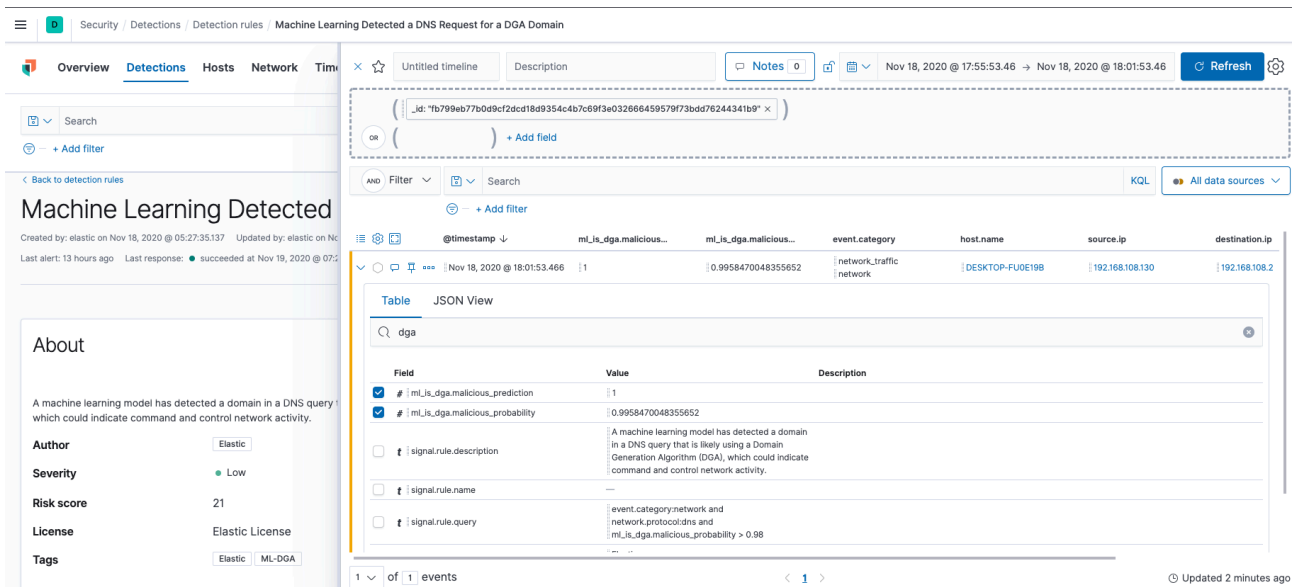 D Security / Detections / Detection rules / Machine Learning Detected a DNS Request for a DGA Domain
Overview Detections Hosts Network
Untitled timeline Description Notes 0 Nov 18, 2020 @ 17:55:53.46 → Nov 18, 2020 @ 18:01:53.46 Refresh
Search
+ Add filter
_id: "fb799eb77b0d9cf2dcd18d9354c4b7c69f3e032666459579f73bdd76244341b9" ×
OR ( ) + Add field
AND Filter Search KQL All data sources
+ Add filter
< Back to detection rules
Machine Learning Detected
Created by: elastic on Nov 18, 2020 @ 05:27:35.137 Updated by: elastic on
Last alert: 13 hours ago Last response: ● succeeded at Nov 19, 2020 @
@timestamp ↓ ml_is_dga.malicious... ml_is_dga.malicious... event.category host.name source.ip destination.ip
Nov 18, 2020 @ 18:01:53.466 1 0.9958470048355652 network_traffic DESKTOP-FU0E19B 192.168.108.130 192.168.108.2
network
Table JSON View
dga
Field Value Description
# ml_is_dga.malicious_prediction 1
# ml_is_dga.malicious_probability 0.9958470048355652
t signal.rule.description A machine learning model has detected a domain
in a DNS query that is likely using a Domain
Generation Algorithm (DGA), which could indicate
command and control network activity.
t signal.rule.name —
t signal.rule.query event.category:network and
network.protocol:dns and
ml_is_dga.malicious_probability > 0.98
About
A machine learning model has detected a domain in a DNS query
which could indicate command and control network activity.
Author Elastic
Severity Low
Risk score 21
License Elastic License
Tags Elastic ML-DGA
1 of 1 events < 1 > Updated 2 minutes ago